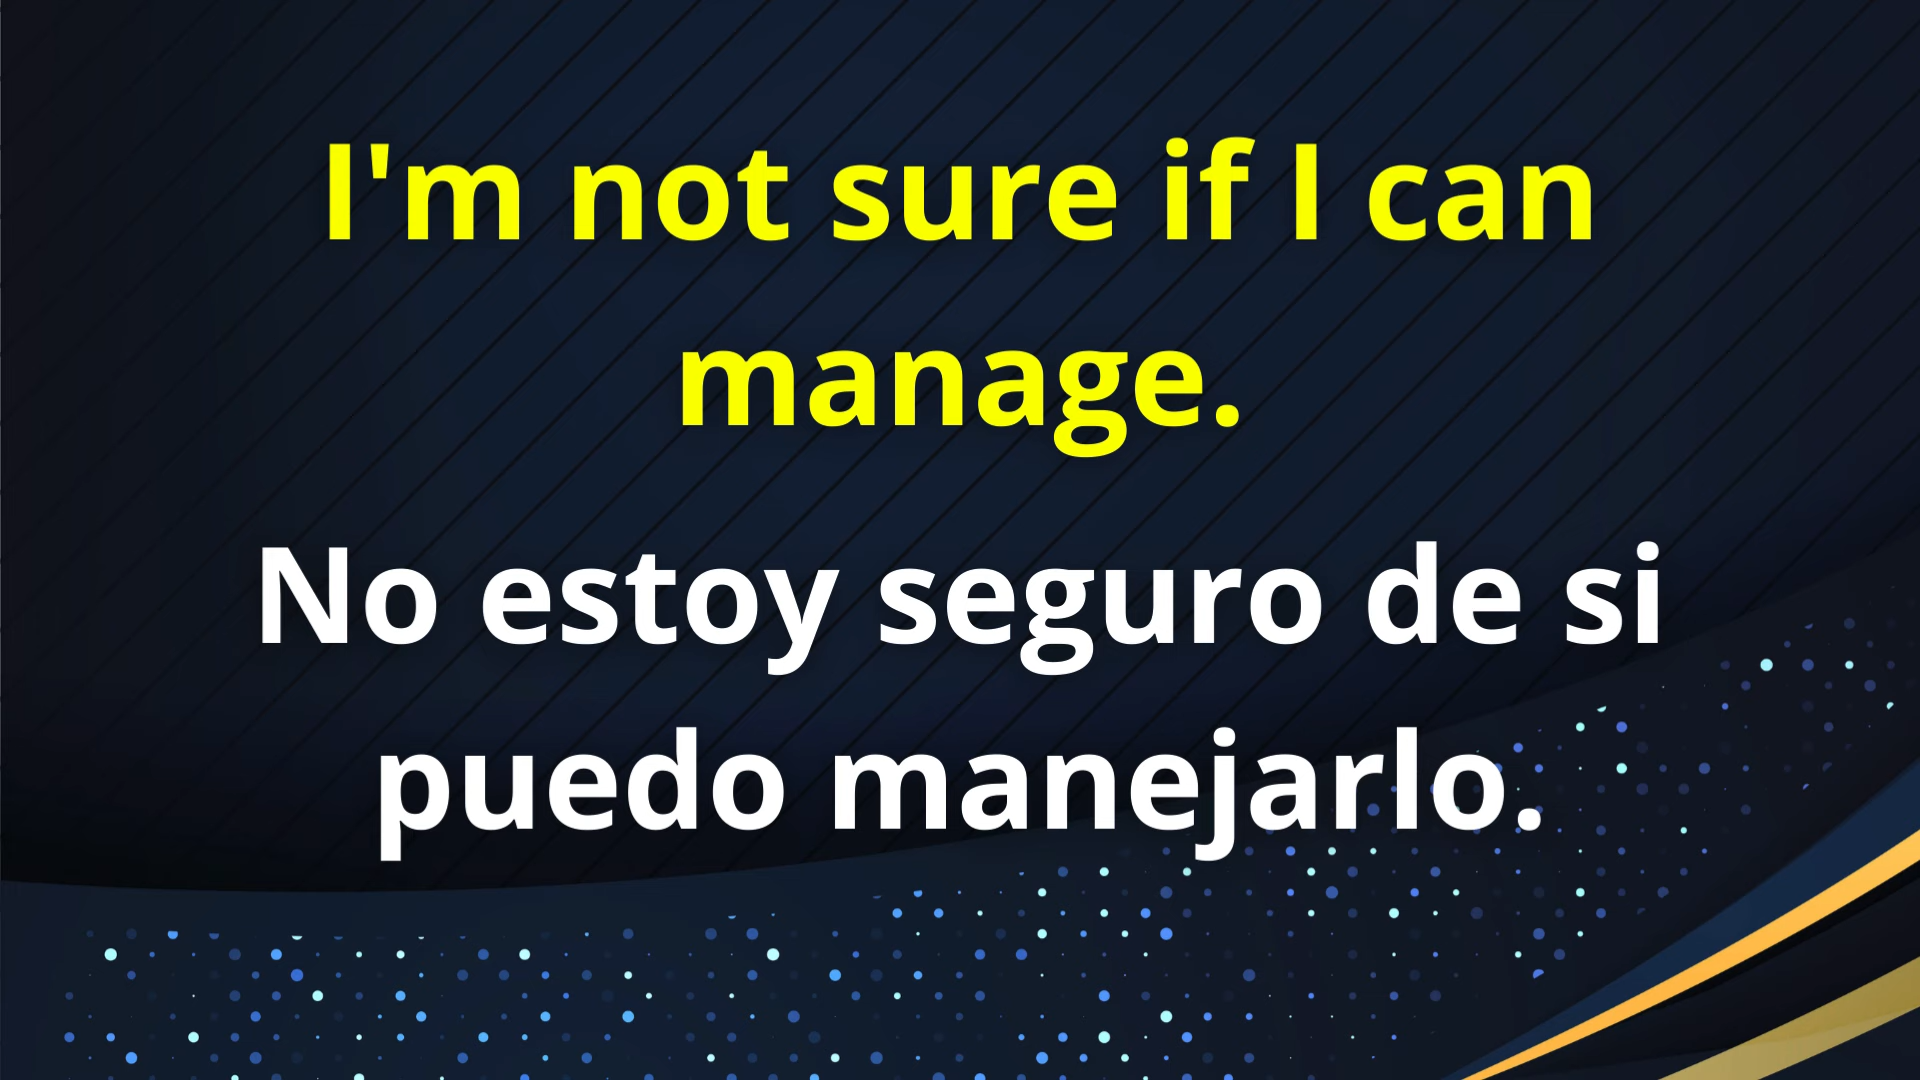 I'm not sure if I can
manage.
No estoy seguro de si
puedo manejarlo.